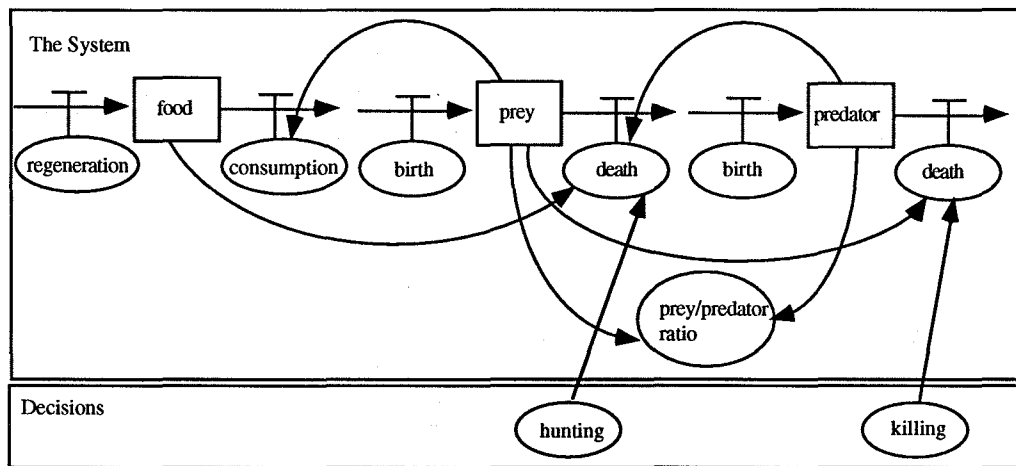 The System
food
prey
predator
regeneration
consumption
birth
death
birth
death
prey/predator
ratio
Decisions
hunting
killing